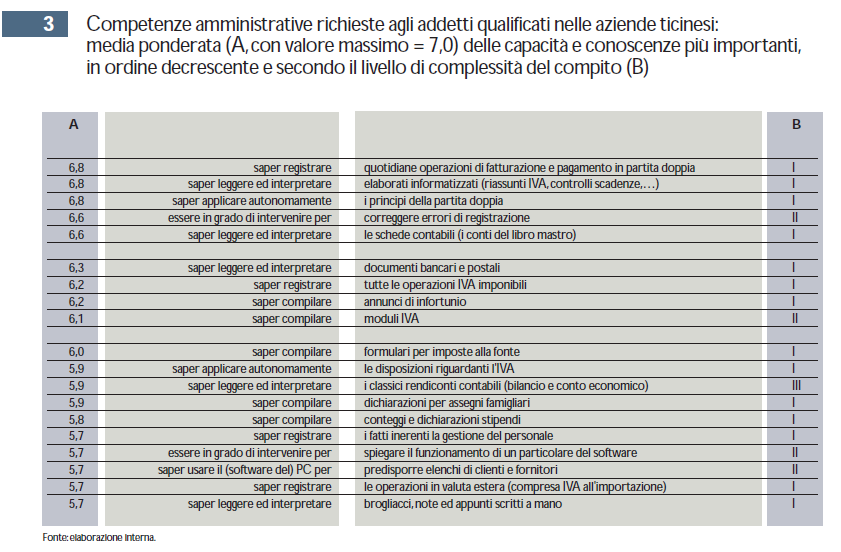 3
Competenze amministrative richieste agli addetti qualificati nelle aziende ticinesi:
media ponderata (A, con valore massimo = 7,0) delle capacità e conoscenze più importanti,
in ordine decrescente e secondo il livello di complessità del compito (B)
A B
6,8 saper registrare quotidiane operazioni di fatturazione e pagamento in partita doppia I
6,8 saper leggere ed interpretare elaborati informatizzati (riassunti IVA, controlli scadenze,…) I
6,8 saper applicare autonomamente i principi della partita doppia I
6,6 essere in grado di intervenire per correggere errori di registrazione II
6,6 saper leggere ed interpretare le schede contabili (i conti del libro mastro) I
6,3 saper leggere ed interpretare documenti bancari e postali I
6,2 saper registrare tutte le operazioni IVA imponibili I
6,2 saper compilare annunci di infortunio I
6,1 saper compilare moduli IVA II
6,0 saper compilare formulari per imposte alla fonte I
5,9 saper applicare autonomamente le disposizioni riguardanti l'IVA I
5,9 saper leggere ed interpretare i classici rendiconti contabili (bilancio e conto economico) III
5,9 saper compilare dichiarazioni per assegni famigliari I
5,8 saper compilare conteggi e dichiarazioni stipendi I
5,7 saper registrare i fatti inerenti la gestione del personale I
5,7 essere in grado di intervenire per spiegare il funzionamento di un particolare del software II
5,7 saper usare il (software del) PC per predisporre elenchi di clienti e fornitori II
5,7 saper registrare le operazioni in valuta estera (compresa IVA all'importazione) I
5,7 saper leggere ed interpretare brogliacci, note ed appunti scritti a mano I
Fonte: elaborazione interna.